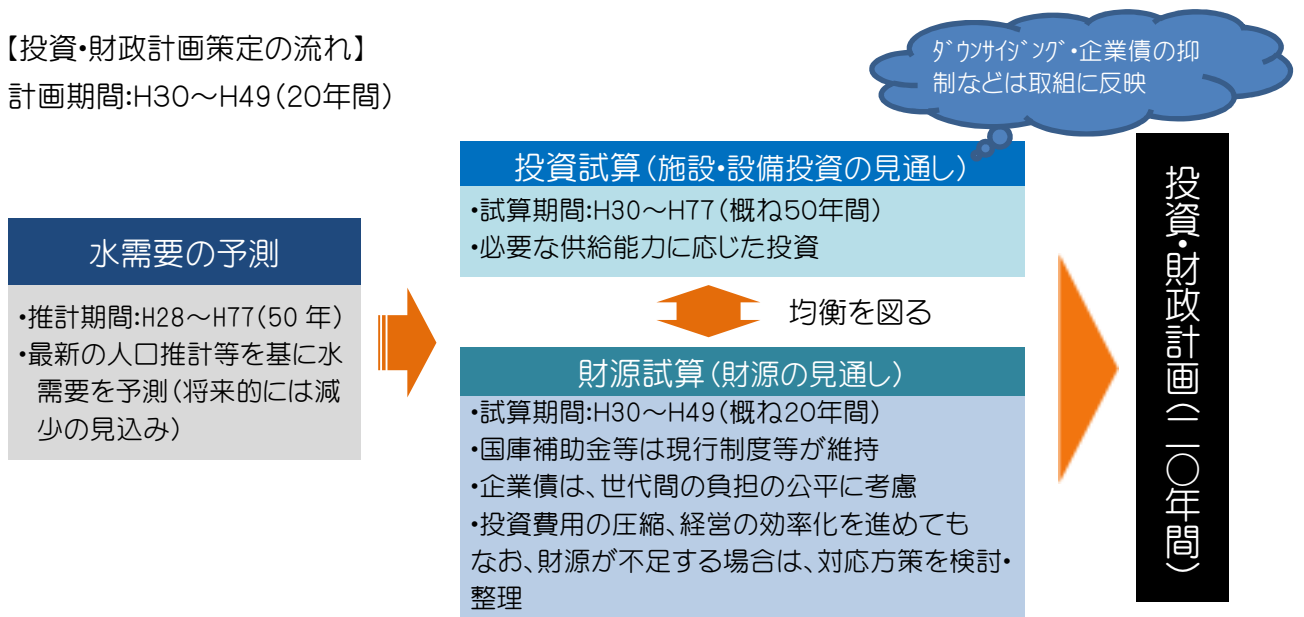 【投資・財政計画策定の流れ】
計画期間:H30～H49(20年間)
ﾀﾞｳﾝｻｲｼﾞﾝｸﾞ・企業債の抑
制などは取組に反映
水需要の予測
・推計期間:H28～H77(50 年)
・最新の人口推計等を基に水
需要を予測(将来的には減
少の見込み)
投資試算(施設・設備投資の見通し)
・試算期間:H30～H77(概ね50年間)
・必要な供給能力に応じた投資
均衡を図る
財源試算(財源の見通し)
・試算期間:H30～H49(概ね20年間)
・国庫補助金等は現行制度等が維持
・企業債は、世代間の負担の公平に考慮
・投資費用の圧縮、経営の効率化を進めても
なお、財源が不足する場合は、対応方策を検討・
整理
投資・財政計画(二〇年間)